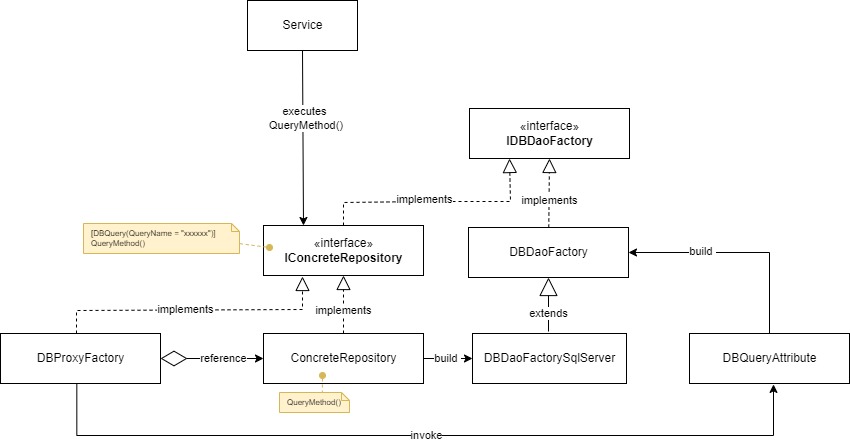 Service
executes
QueryMethod()
«interface»
IDBDaoFactory
implements
implements
[DBQuery(QueryName = "xxxxxx")]
QueryMethod()
«interface»
IConcreteRepository
DBDaoFactory
build
implements
implements
extends
DBProxyFactory
reference
ConcreteRepository
build
DBDaoFactorySqlServer
DBQueryAttribute
QueryMethod()
invoke